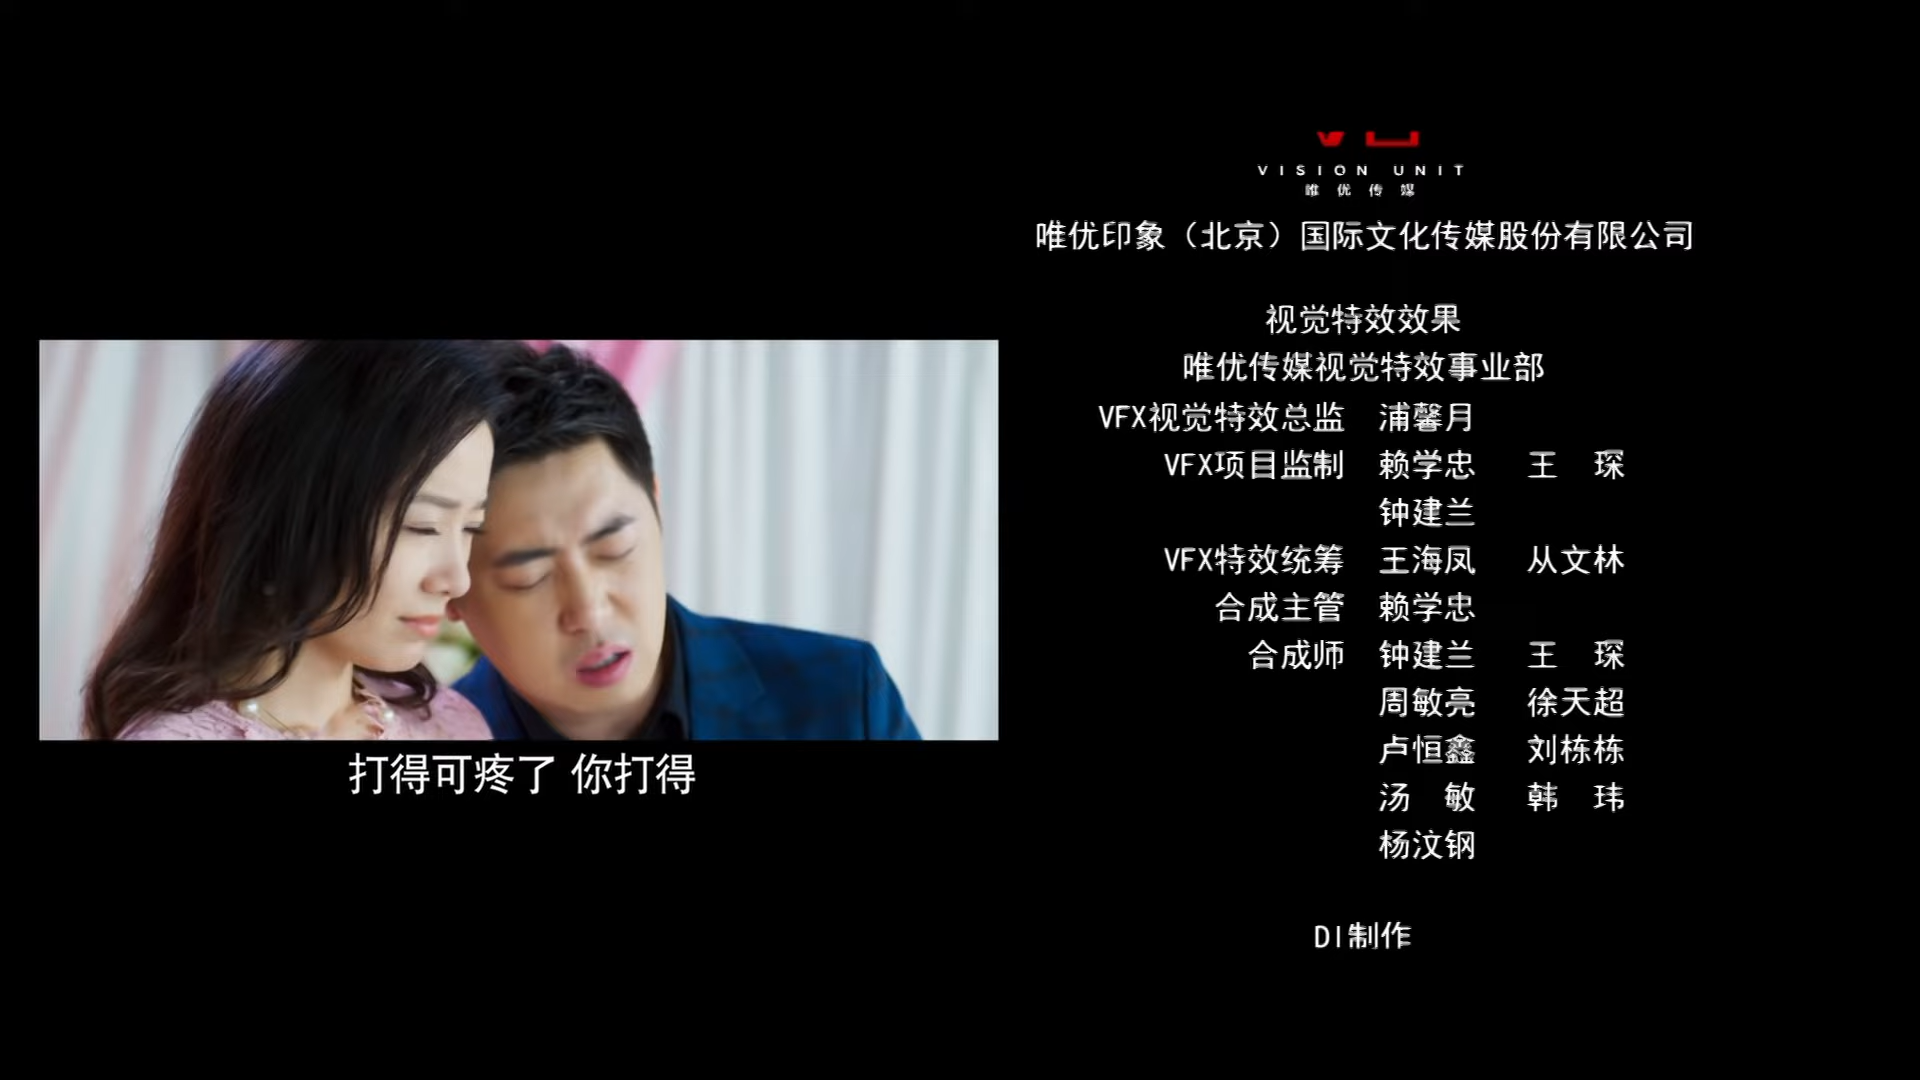 VISION UNIT
唯优传媒
唯优印象（北京）国际文化传媒股份有限公司
视觉特效效果
唯优传媒视觉特效事业部
VFX视觉特效总监 浦馨月
VFX项目监制 赖学忠 王 琛
钟建兰
VFX特效统筹 王海凤 从文林
合成主管 赖学忠
合成师 钟建兰 王 琛
周敏亮 徐天超
卢恒鑫 刘栋栋
汤 敏 韩 玮
杨汶钢
DI制作
打得可疼了 你打得